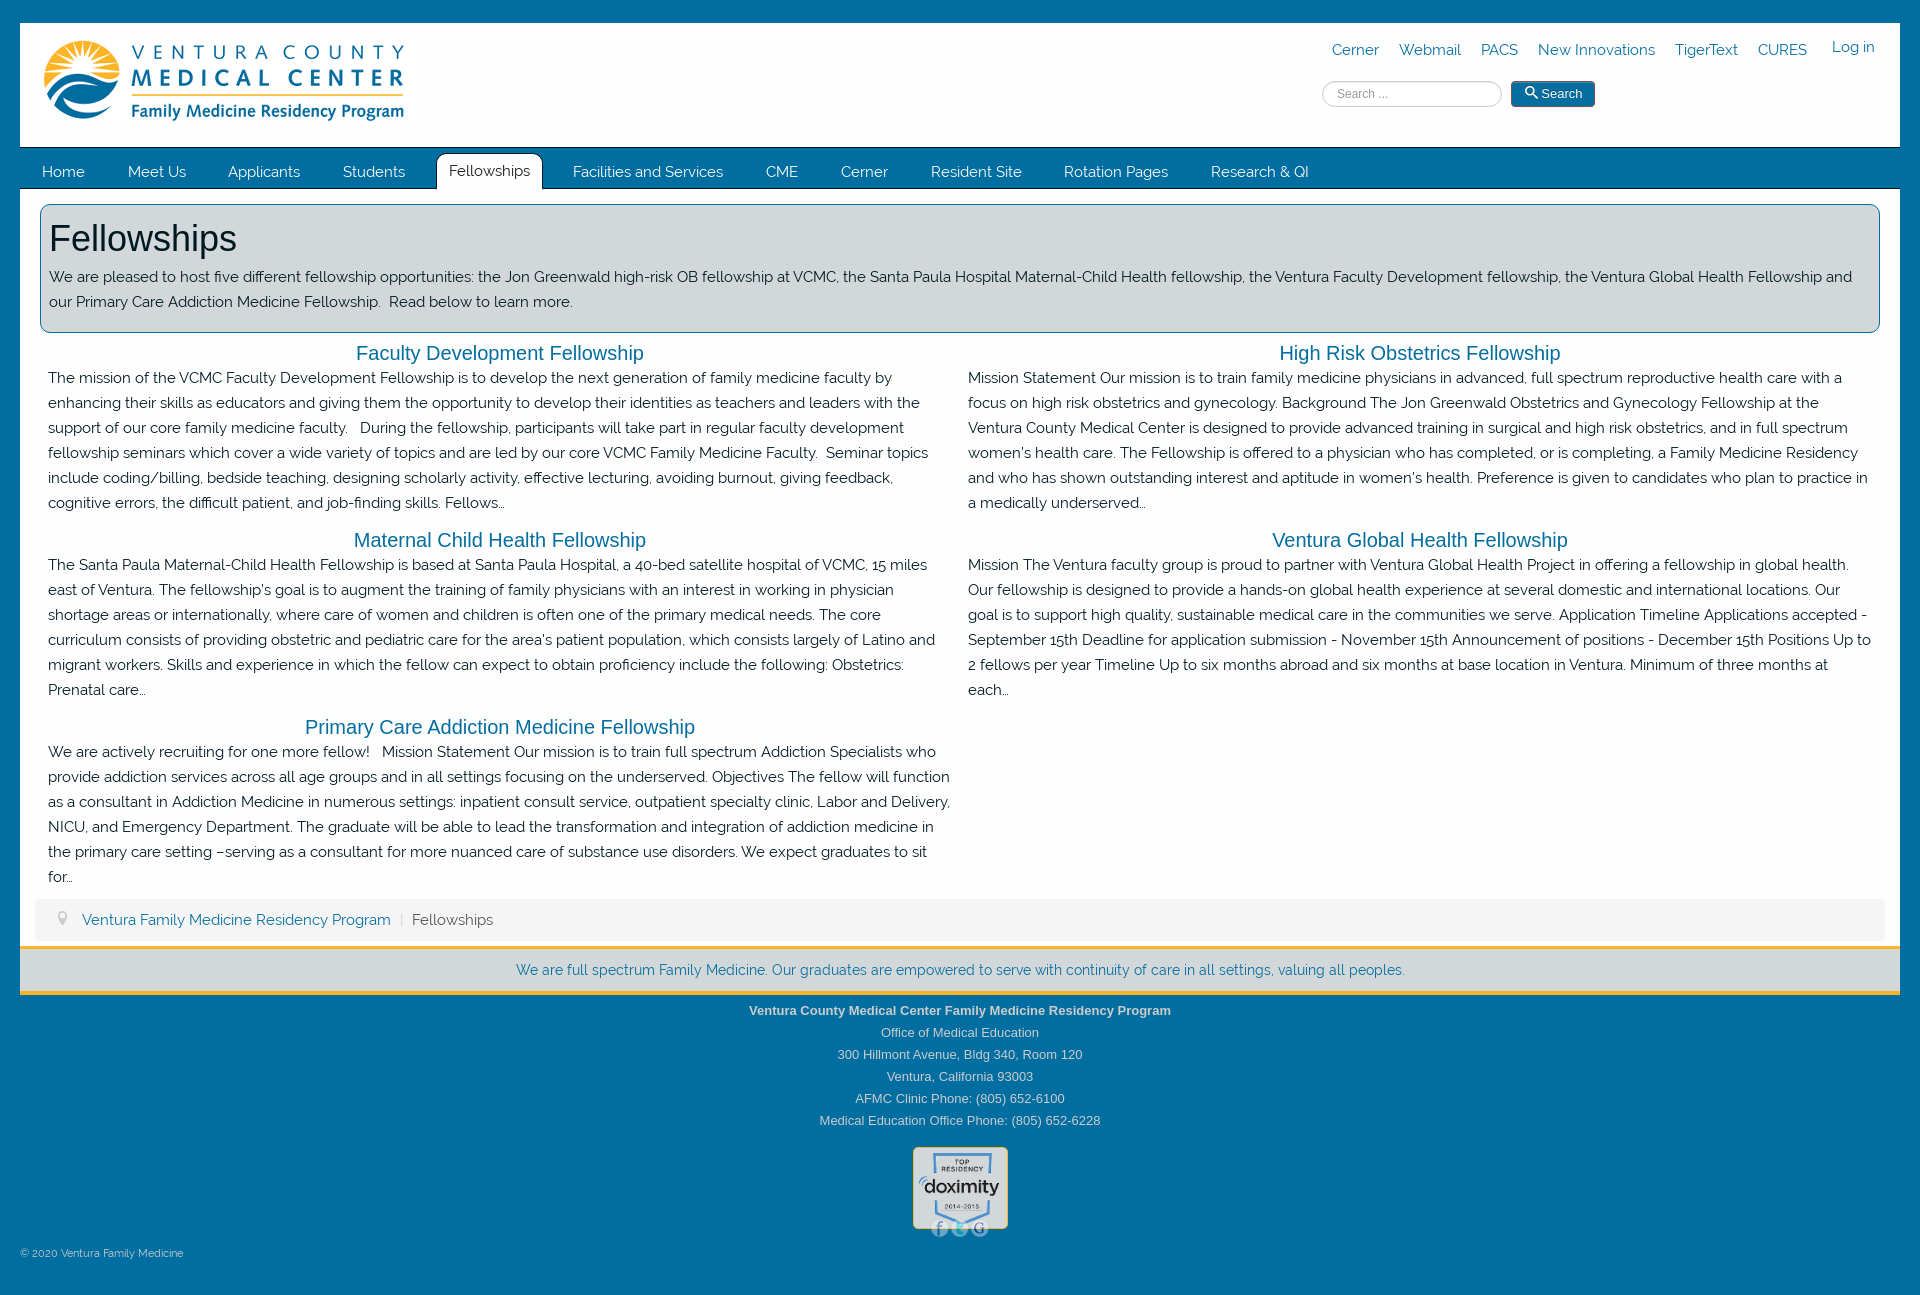 VENTURA COUNTY
MEDICAL CENTER
Family Medicine Residency Program
Cerner Webmail PACS New Innovations TigerText CURES Log in
Search ... Search
Home Meet Us Applicants Students Fellowships Facilities and Services CME Cerner Resident Site Rotation Pages Research & QI
Fellowships
We are pleased to host five different fellowship opportunities: the Jon Greenwald high-risk OB fellowship at VCMC, the Santa Paula Hospital Maternal-Child Health fellowship, the Ventura Faculty Development fellowship, the Ventura Global Health Fellowship and
our Primary Care Addiction Medicine Fellowship.  Read below to learn more.
Faculty Development Fellowship
The mission of the VCMC Faculty Development Fellowship is to develop the next generation of family medicine faculty by
enhancing their skills as educators and giving them the opportunity to develop their identities as teachers and leaders with the
support of our core family medicine faculty.   During the fellowship, participants will take part in regular faculty development
fellowship seminars which cover a wide variety of topics and are led by our core VCMC Family Medicine Faculty.  Seminar topics
include coding/billing, bedside teaching, designing scholarly activity, effective lecturing, avoiding burnout, giving feedback,
cognitive errors, the difficult patient, and job-finding skills. Fellows...
High Risk Obstetrics Fellowship
Mission Statement Our mission is to train family medicine physicians in advanced, full spectrum reproductive health care with a
focus on high risk obstetrics and gynecology. Background The Jon Greenwald Obstetrics and Gynecology Fellowship at the
Ventura County Medical Center is designed to provide advanced training in surgical and high risk obstetrics, and in full spectrum
women's health care. The Fellowship is offered to a physician who has completed, or is completing, a Family Medicine Residency
and who has shown outstanding interest and aptitude in women's health. Preference is given to candidates who plan to practice in
a medically underserved...
Maternal Child Health Fellowship
The Santa Paula Maternal-Child Health Fellowship is based at Santa Paula Hospital, a 40-bed satellite hospital of VCMC, 15 miles
east of Ventura. The fellowship's goal is to augment the training of family physicians with an interest in working in physician
shortage areas or internationally, where care of women and children is often one of the primary medical needs. The core
curriculum consists of providing obstetric and pediatric care for the area's patient population, which consists largely of Latino and
migrant workers. Skills and experience in which the fellow can expect to obtain proficiency include the following: Obstetrics:
Prenatal care...
Ventura Global Health Fellowship
Mission The Ventura faculty group is proud to partner with Ventura Global Health Project in offering a fellowship in global health.
Our fellowship is designed to provide a hands-on global health experience at several domestic and international locations. Our
goal is to support high quality, sustainable medical care in the communities we serve. Application Timeline Applications accepted -
September 15th Deadline for application submission - November 15th Announcement of positions - December 15th Positions Up to
2 fellows per year Timeline Up to six months abroad and six months at base location in Ventura. Minimum of three months at
each...
Primary Care Addiction Medicine Fellowship
We are actively recruiting for one more fellow!   Mission Statement Our mission is to train full spectrum Addiction Specialists who
provide addiction services across all age groups and in all settings focusing on the underserved. Objectives The fellow will function
as a consultant in Addiction Medicine in numerous settings: inpatient consult service, outpatient specialty clinic, Labor and Delivery,
NICU, and Emergency Department. The graduate will be able to lead the transformation and integration of addiction medicine in
the primary care setting –serving as a consultant for more nuanced care of substance use disorders. We expect graduates to sit
for...
Ventura Family Medicine Residency Program | Fellowships
We are full spectrum Family Medicine. Our graduates are empowered to serve with continuity of care in all settings, valuing all peoples.
Ventura County Medical Center Family Medicine Residency Program
Office of Medical Education
300 Hillmont Avenue, Bldg 340, Room 120
Ventura, California 93003
AFMC Clinic Phone: (805) 652-6100
Medical Education Office Phone: (805) 652-6228
TOP
RESIDENCY
doximity
2014-2015
f t G
© 2020 Ventura Family Medicine